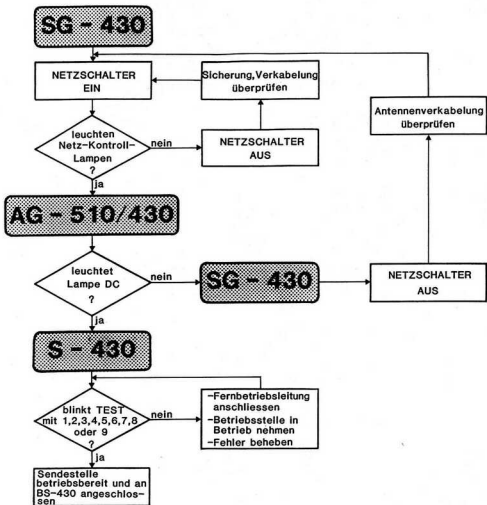 SG-430
NETZSCHALTER
EIN
Sicherung,Verkabelung
überprüfen
Antennenverkabelung
überprüfen
leuchten
Netz-Kontroll-
Lampen
?
nein
NETZSCHALTER
AUS
ja
AG-510/430
leuchtet
Lampe DC
?
nein
SG-430
NETZSCHALTER
AUS
ja
S-430
blinkt TEST
mit 1,2,3,4,5,6,7,8
oder 9
?
nein
-Fernbetriebsleitung
anschliessen
-Betriebsstelle in
Betrieb nehmen
-Fehler beheben
ja
Sendestelle
betriebsbereit und an
BS-430 angeschlos-
sen